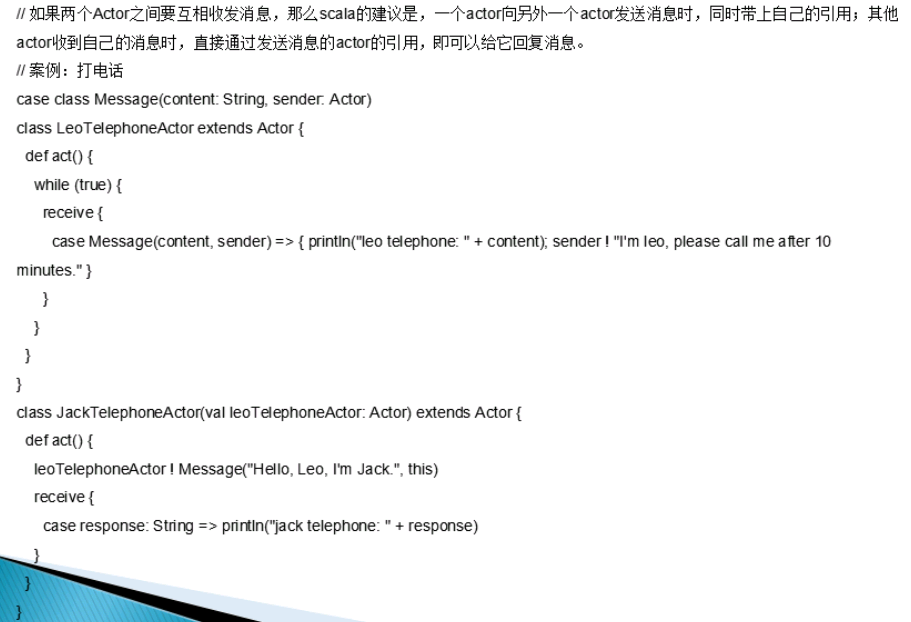 // 如果两个Actor之间要互相收发消息，那么scala的建议是，一个actor向另外一个actor发送消息时，同时带上自己的引用；其他
actor收到自己的消息时，直接通过发送消息的actor的引用，即可以给它回复消息。
// 案例：打电话
case class Message(content: String, sender: Actor)
class LeoTelephoneActor extends Actor {
  def act() {
    while (true) {
      receive {
        case Message(content, sender) => { println("leo telephone: " + content); sender ! "I'm leo, please call me after 10
minutes." }
      }
    }
  }
}
class JackTelephoneActor(val leoTelephoneActor: Actor) extends Actor {
  def act() {
    leoTelephoneActor ! Message("Hello, Leo, I'm Jack.", this)
    receive {
      case response: String => println("jack telephone: " + response)
    }
  }
}